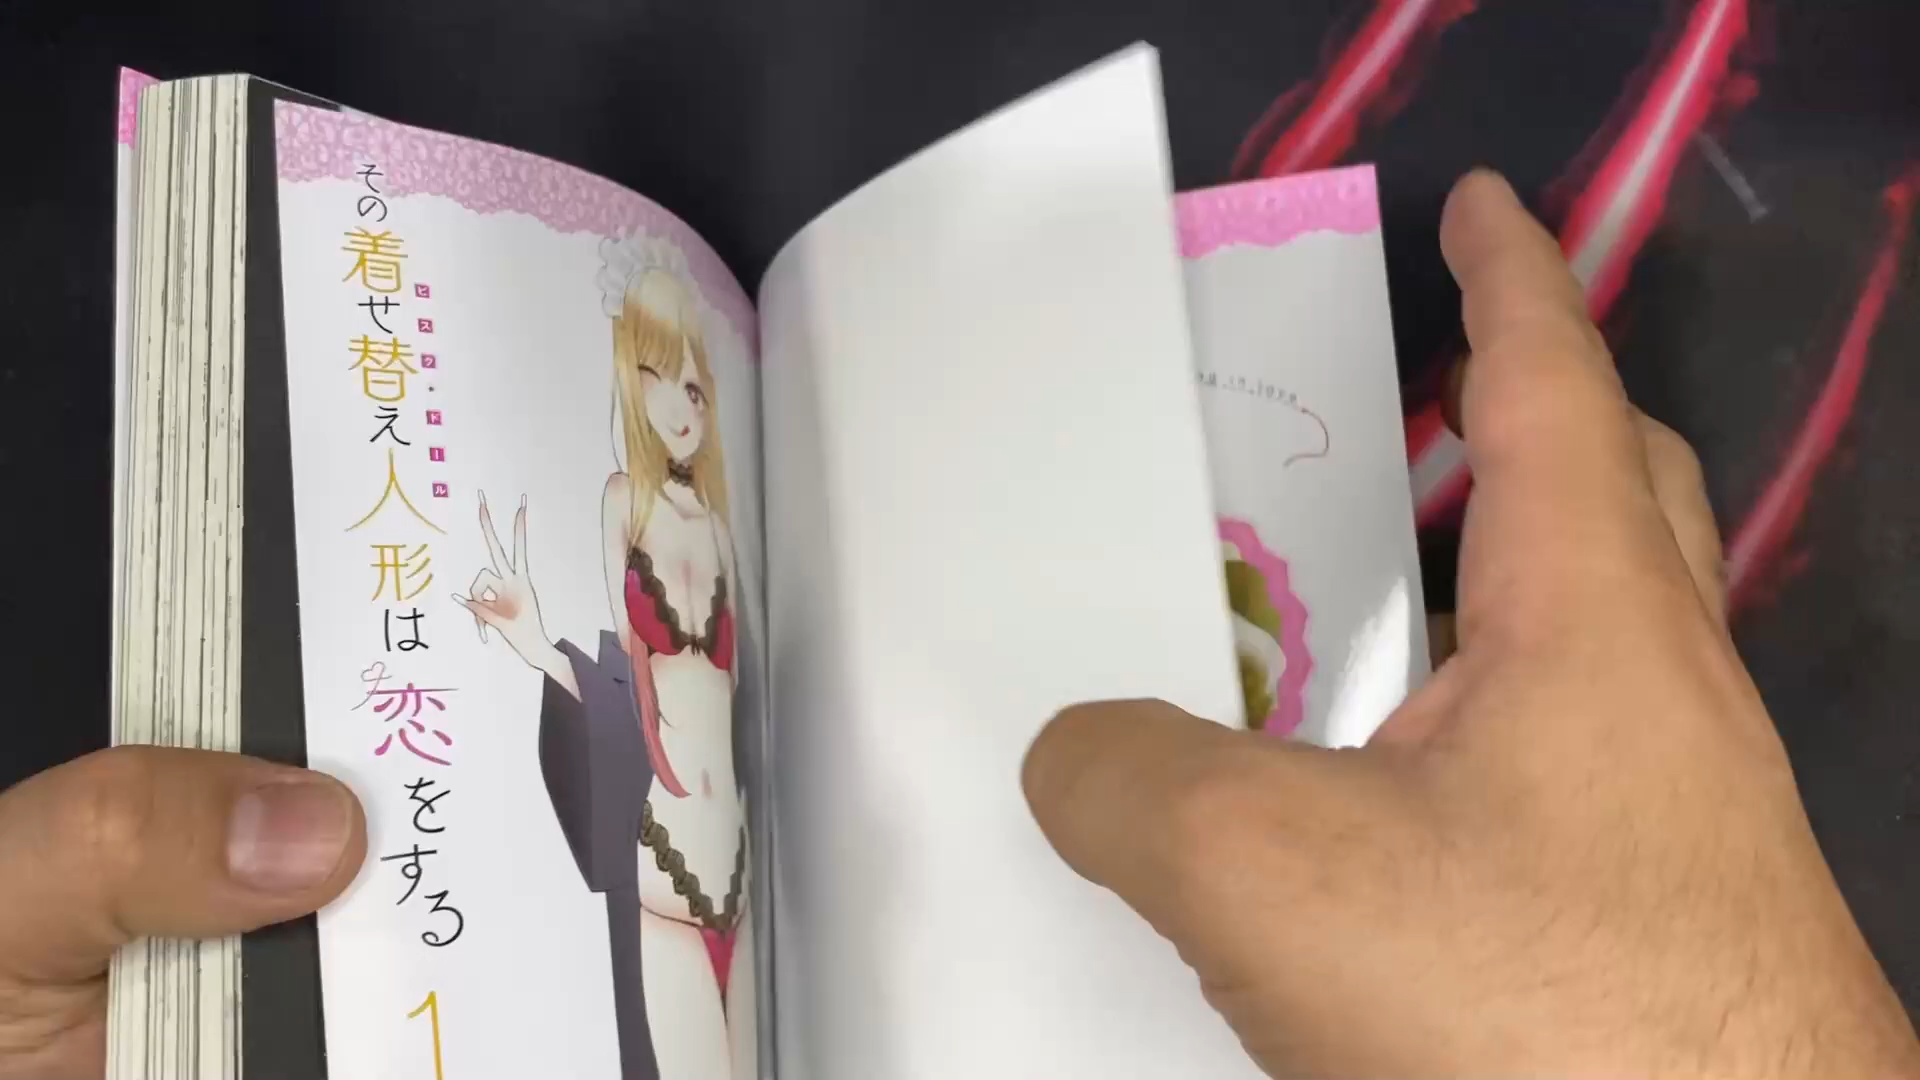 その着せ替え人形は恋をする
ビスク・ドール
1